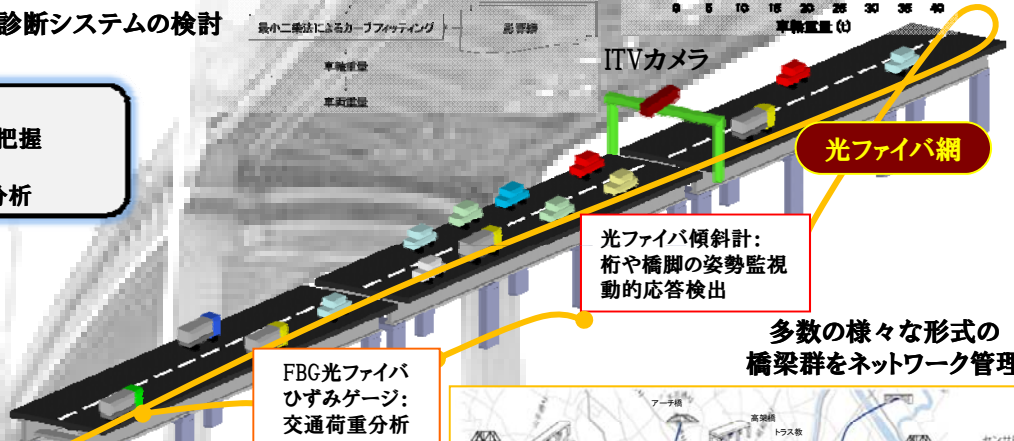 診断システムの検討
最小二乗法によるカーブフィッティング
影響線
車軸重量
車両重量
0 5 10 15 20 25 30 35 40
車軸重量 (t)
ITVカメラ
把握
分析
光ファイバ網
光ファイバ傾斜計:
桁や橋脚の姿勢監視
動的応答検出
多数の様々な形式の
橋梁群をネットワーク管理
FBG光ファイバ
ひずみゲージ:
交通荷重分析
アーチ橋
高架橋
トラス教